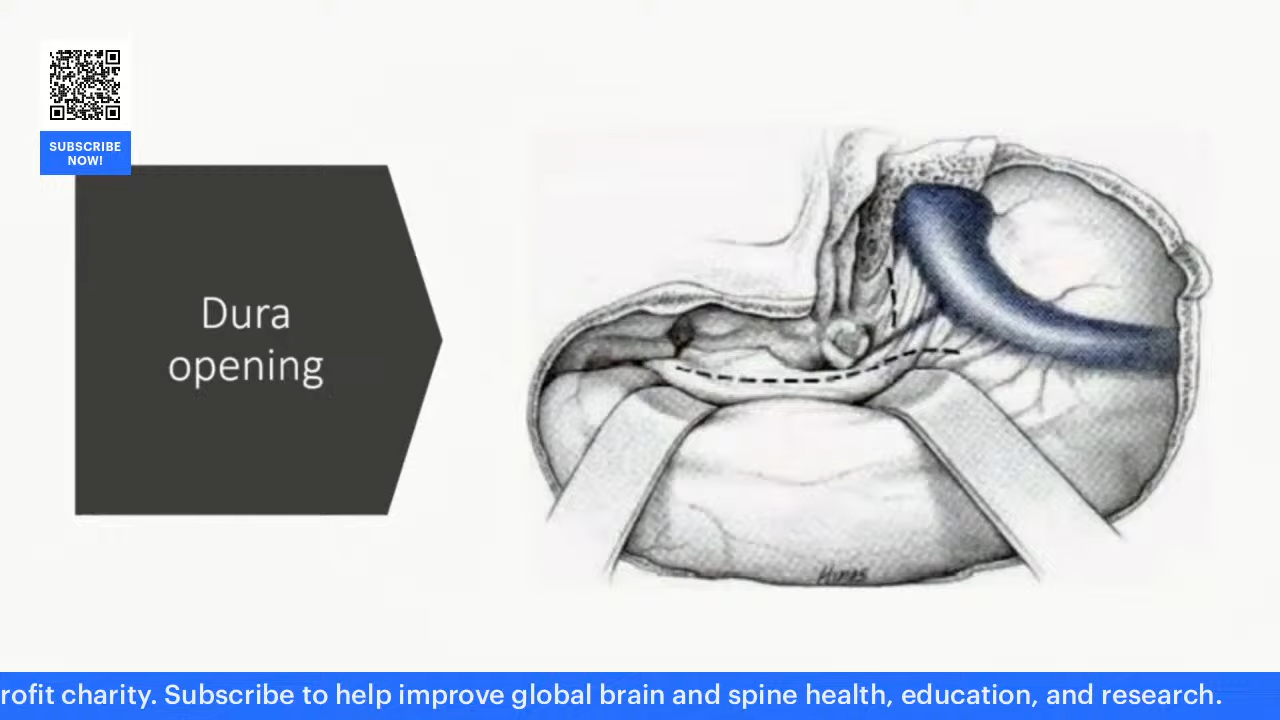 SUBSCRIBE
NOW!
Dura
opening
rofit charity. Subscribe to help improve global brain and spine health, education, and research.